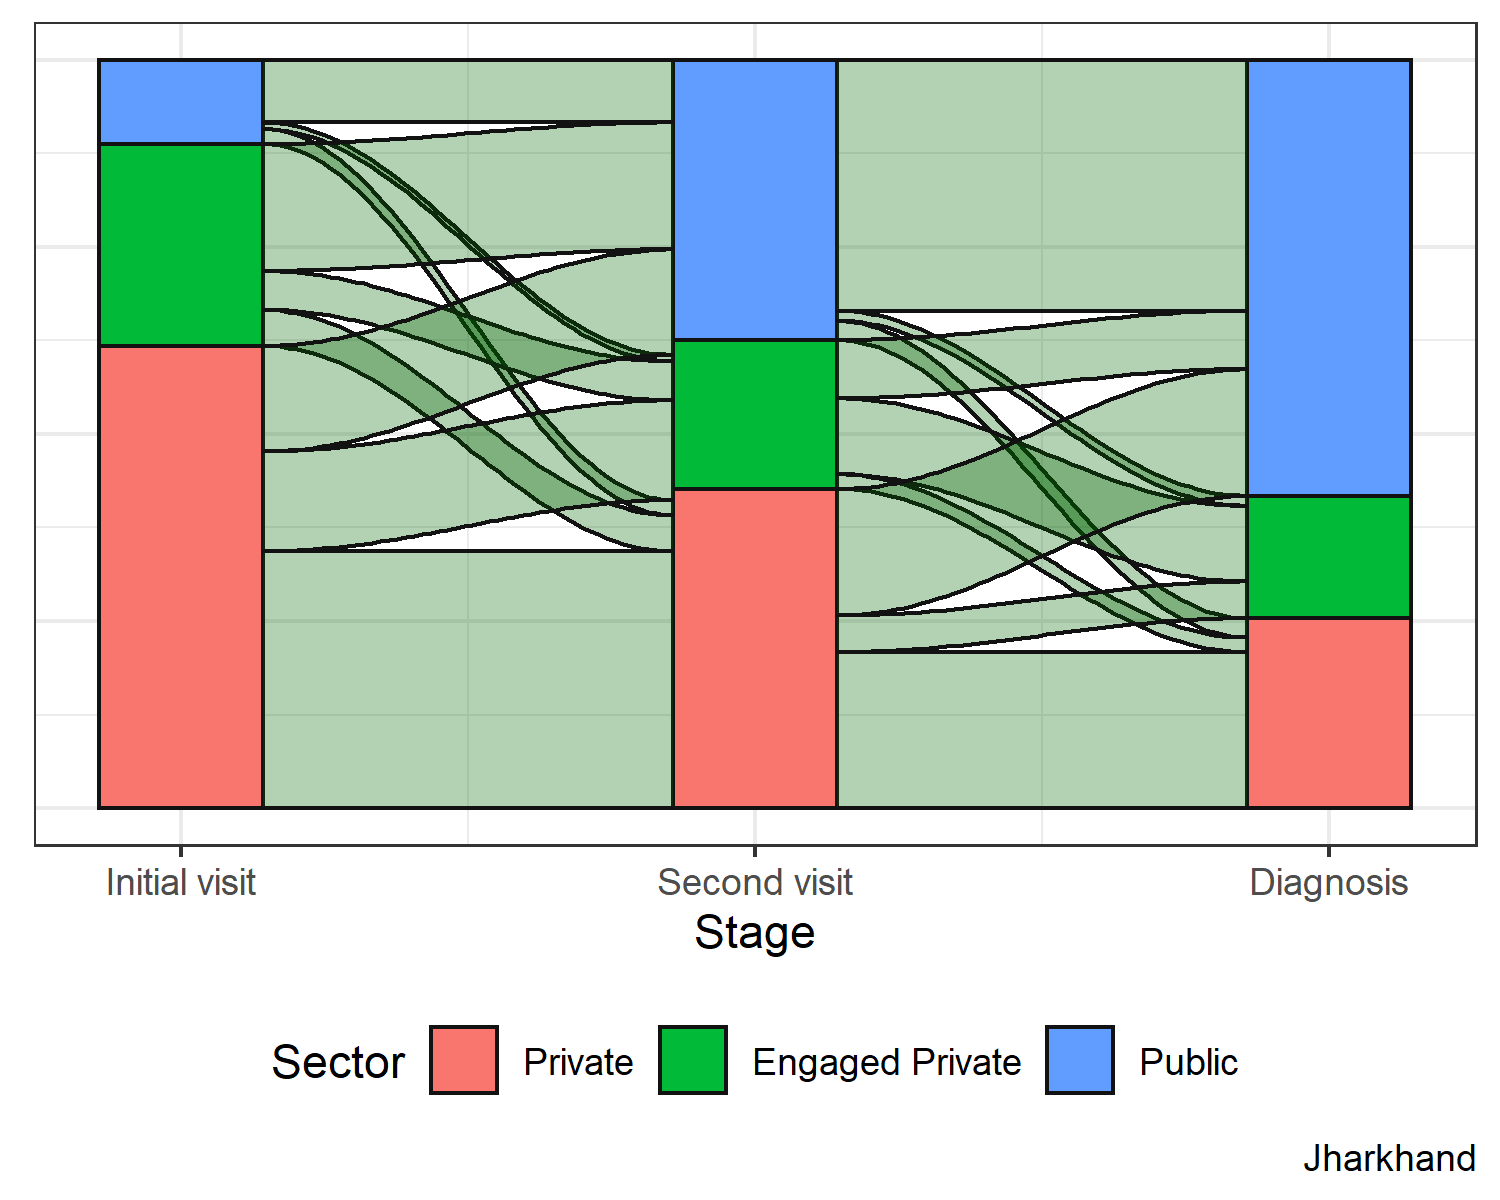 Initial visit Second visit Diagnosis
Stage
Sector Private Engaged Private Public
Jharkhand